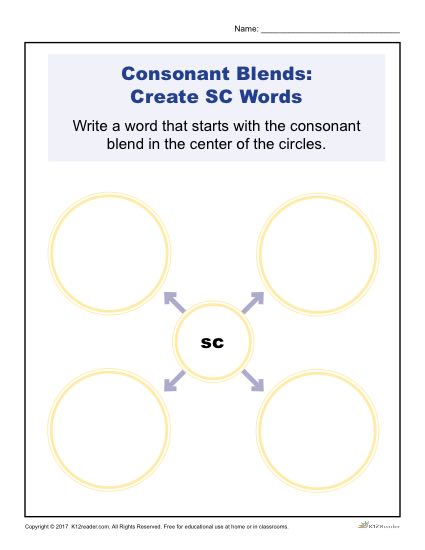 Name: ______________________________
Consonant Blends:
Create SC Words
Write a word that starts with the consonant
blend in the center of the circles.
sc
Copyright © 2017 K12reader.com. All Rights Reserved. Free for educational use at home or in classrooms.
K12Reader